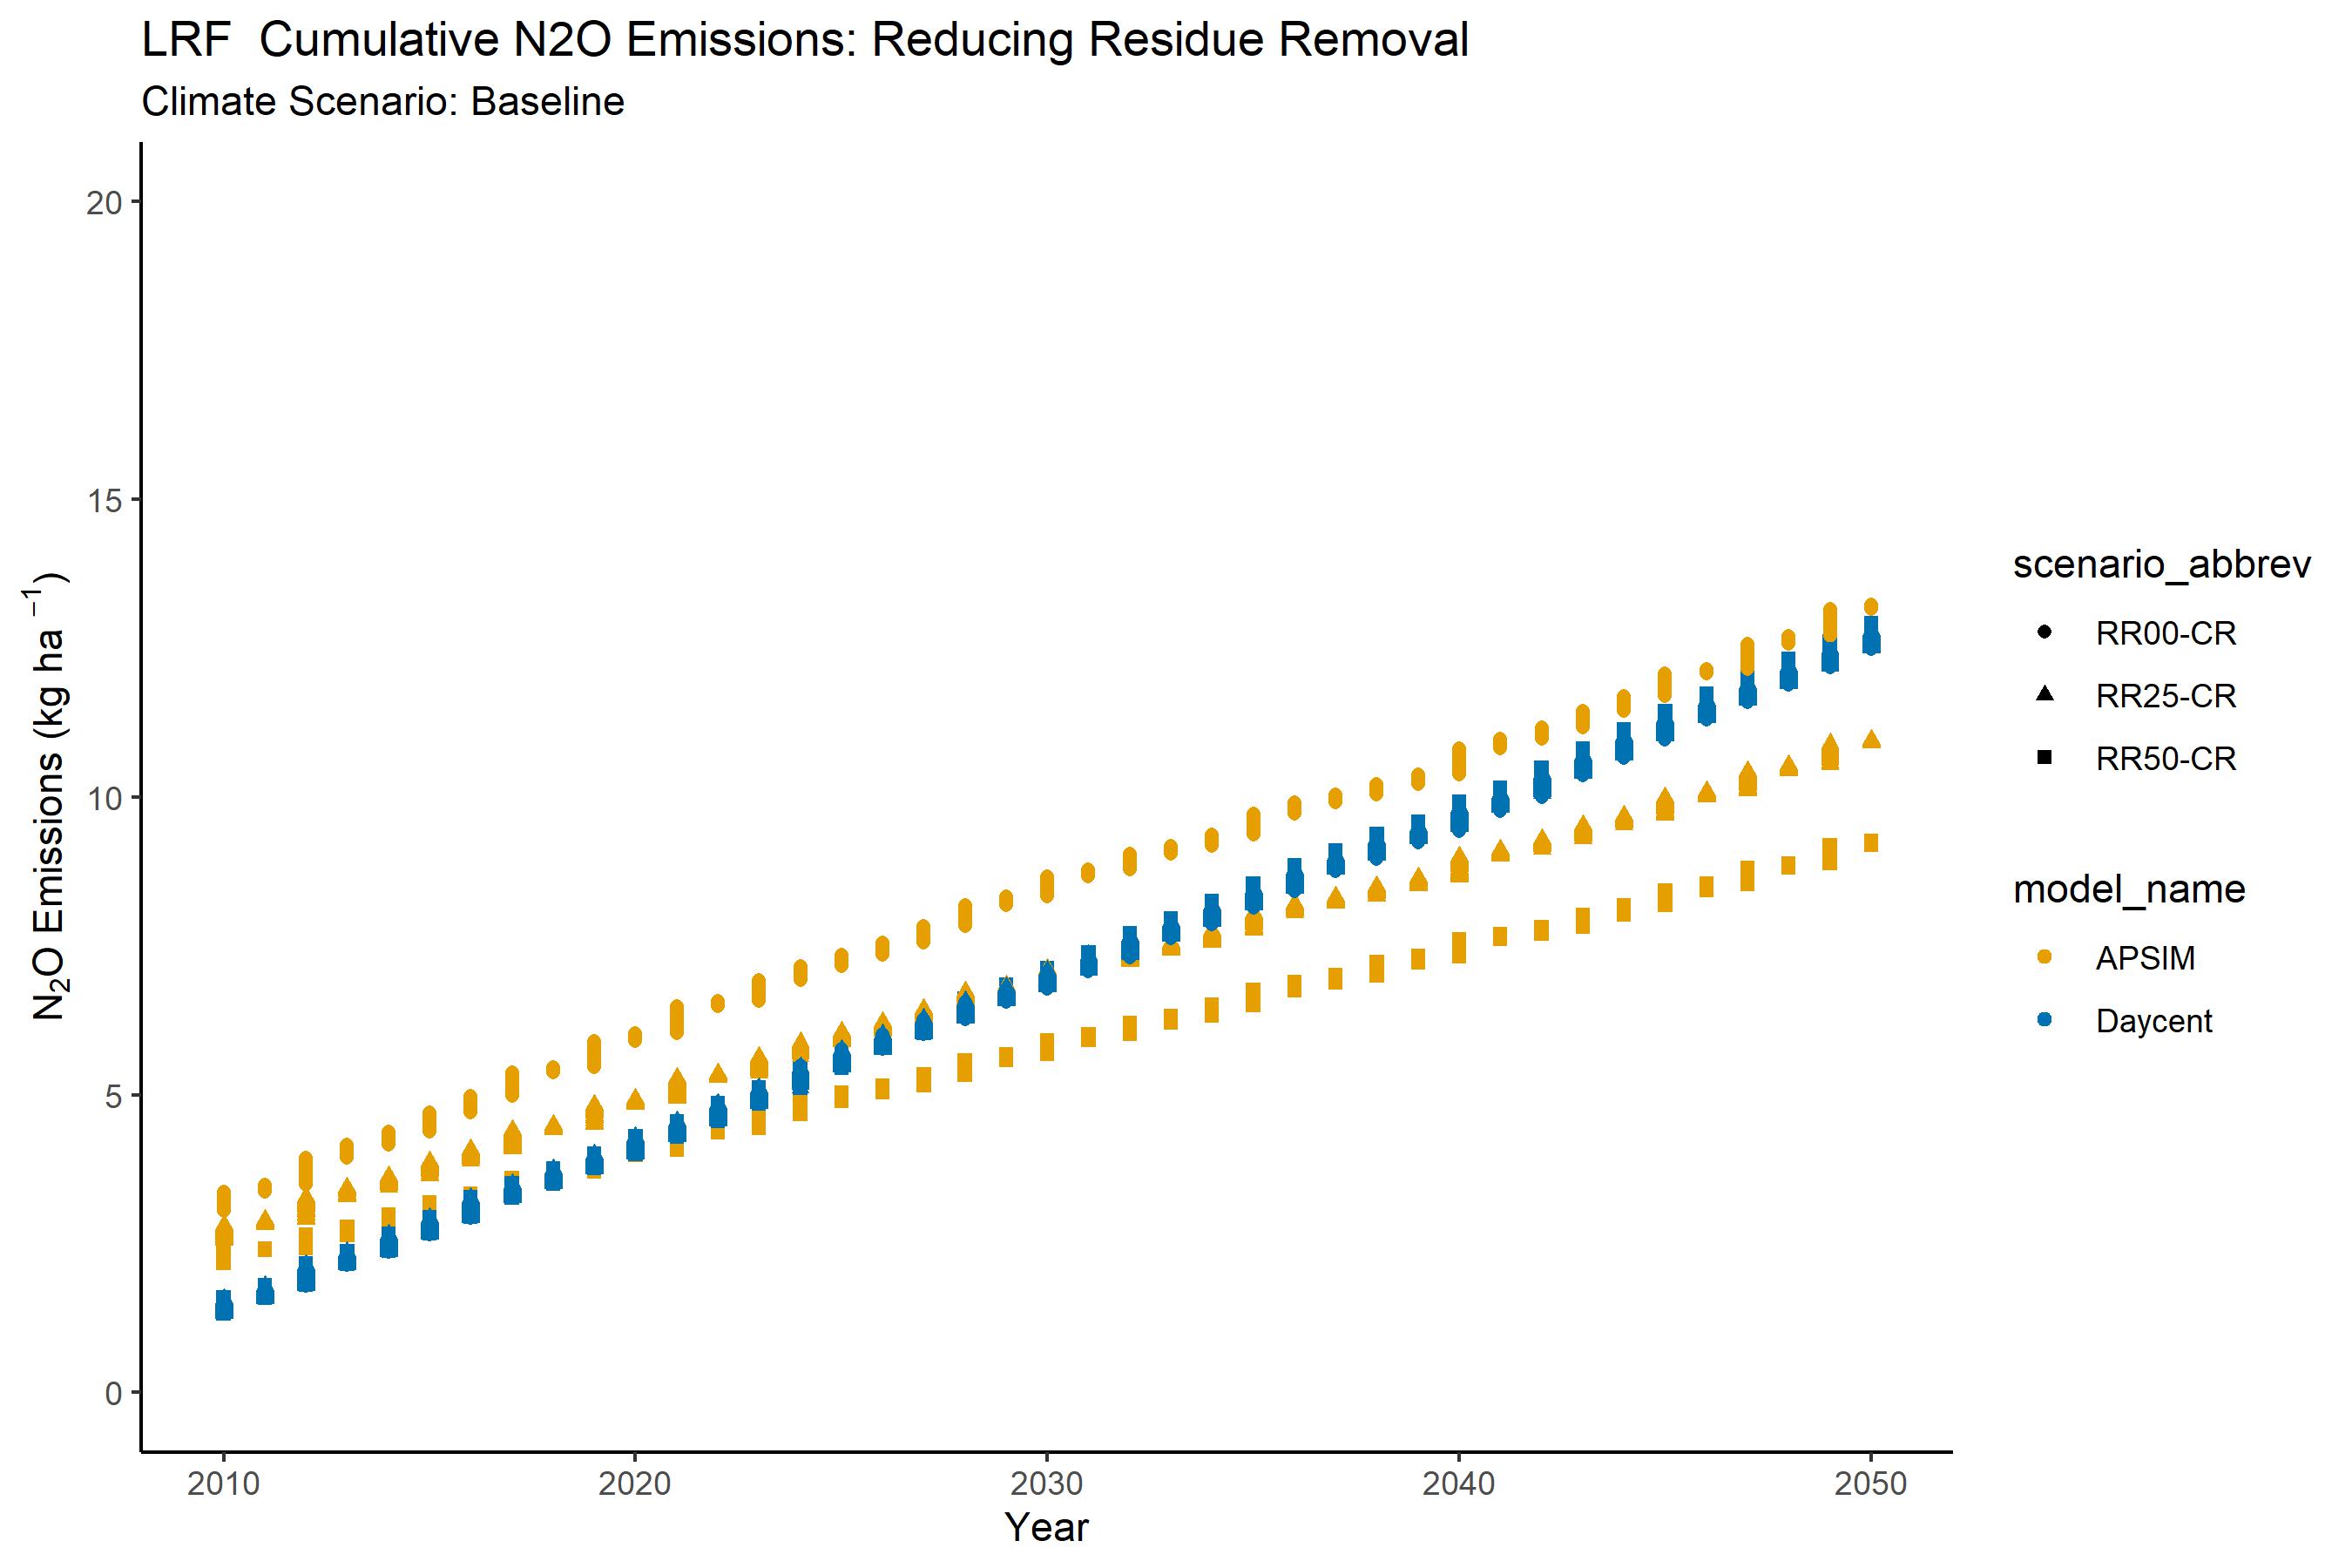 LRF  Cumulative N2O Emissions: Reducing Residue Removal
Climate Scenario: Baseline
N₂O Emissions (kg ha ⁻¹)
20
15
10
5
0
2010 2020 2030 2040 2050
Year
scenario_abbrev
RR00-CR
RR25-CR
RR50-CR
model_name
APSIM
Daycent